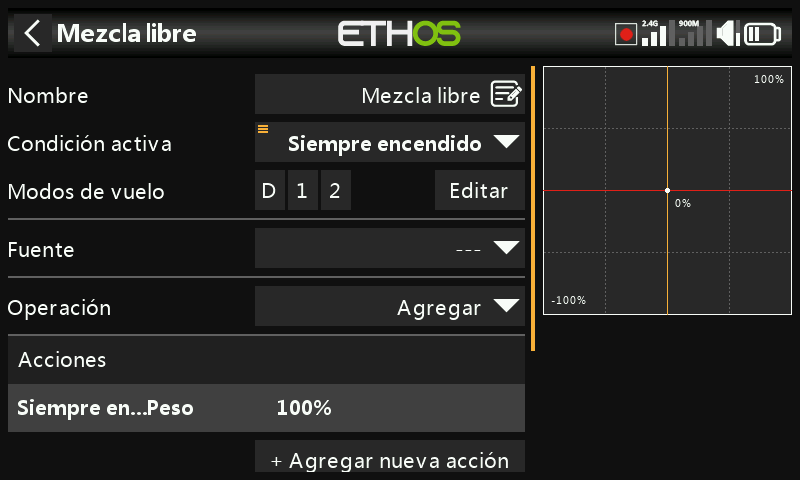 Mezcla libre
ETHOS
2.4G
900M
Nombre
Mezcla libre
Condición activa
Siempre encendido
Modos de vuelo
D 1 2
Editar
Fuente
---
Operación
Agregar
Acciones
Siempre en...Peso
100%
+ Agregar nueva acción
100%
0%
-100%